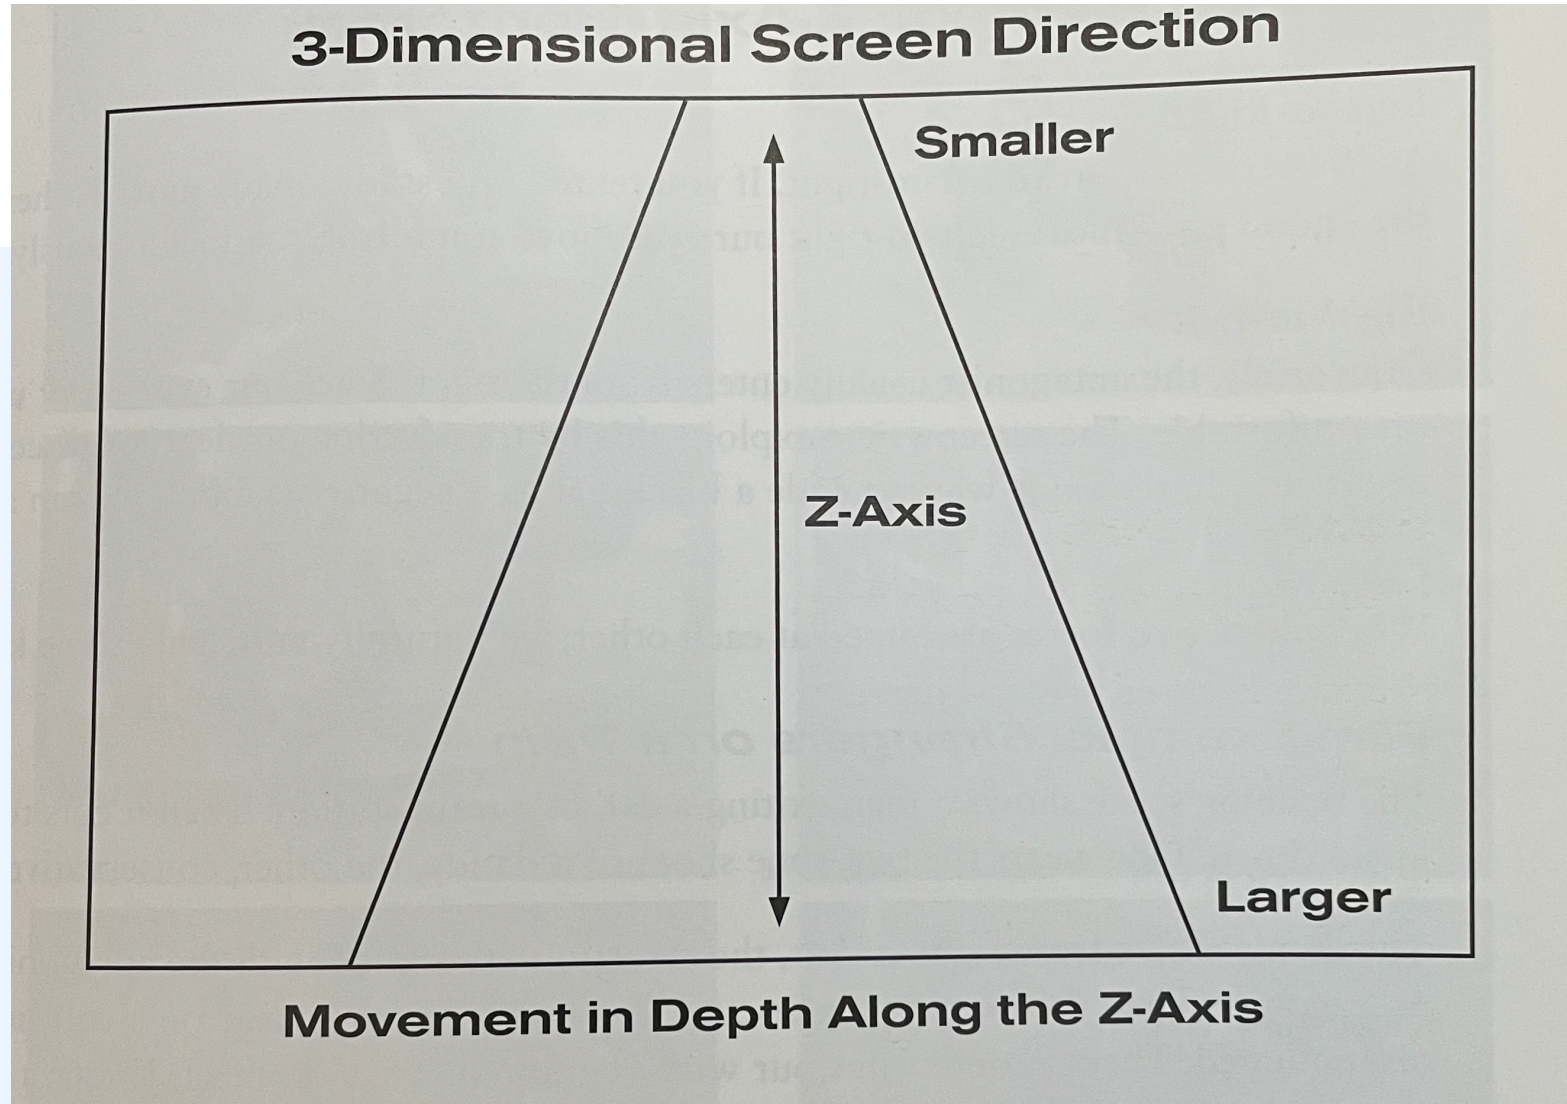 3-Dimensional Screen Direction
Smaller
Z-Axis
Larger
Movement in Depth Along the Z-Axis